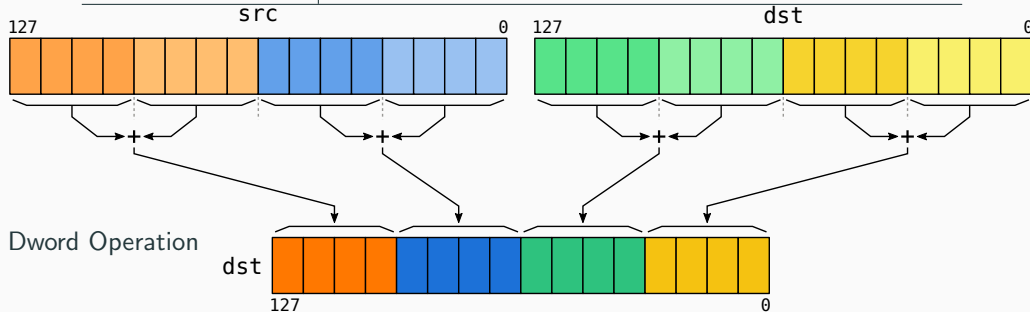 src dst
127 0 127 0
+ + + +
Dword Operation
dst
127 0